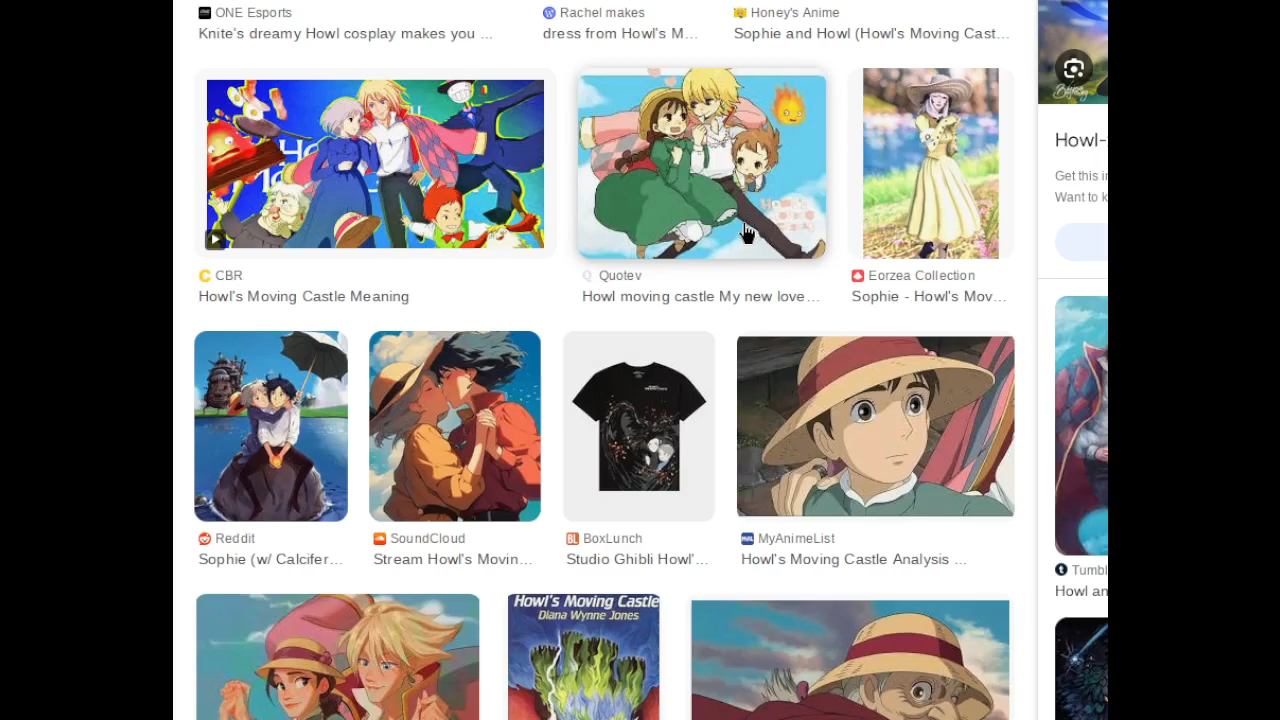 ONE Esports
Knite's dreamy Howl cosplay makes you ...
Rachel makes
dress from Howl's M...
Honey's Anime
Sophie and Howl (Howl's Moving Cast...
CBR
Howl's Moving Castle Meaning
Quotev
Howl moving castle My new love...
Eorzea Collection
Sophie - Howl's Mov...
Howl-
Get this i
Want to k
Reddit
Sophie (w/ Calcifer...
SoundCloud
Stream Howl's Movin...
BL
BoxLunch
Studio Ghibli Howl'...
MAL
MyAnimeList
Howl's Moving Castle Analysis ...
Tumbl
Howl an
Howl's Moving Castle
Diana Wynne Jones